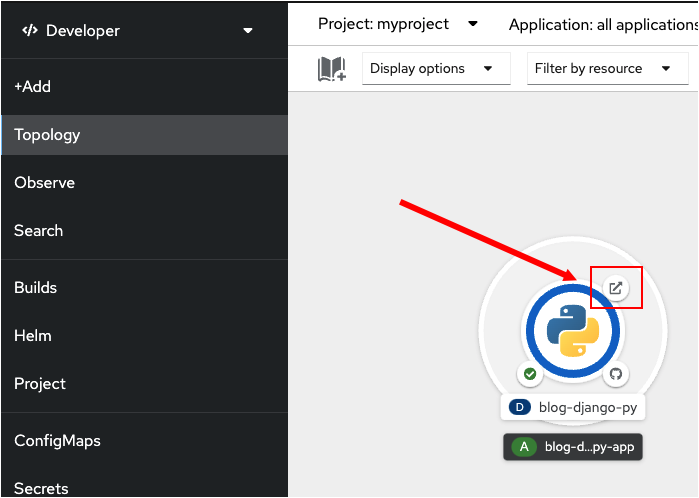 </> Developer
Project: myproject
Application: all applications
Display options
Filter by resource
+Add
Topology
Observe
Search
Builds
Helm
Project
ConfigMaps
Secrets
D blog-django-py
A blog-d...py-app